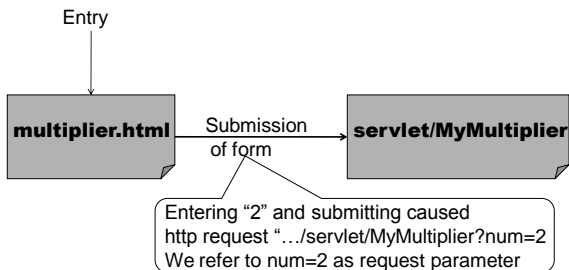 Entry
multiplier.html
Submission
of form
servlet/MyMultiplier
Entering “2” and submitting caused
http request “…/servlet/MyMultiplier?num=2
We refer to num=2 as request parameter